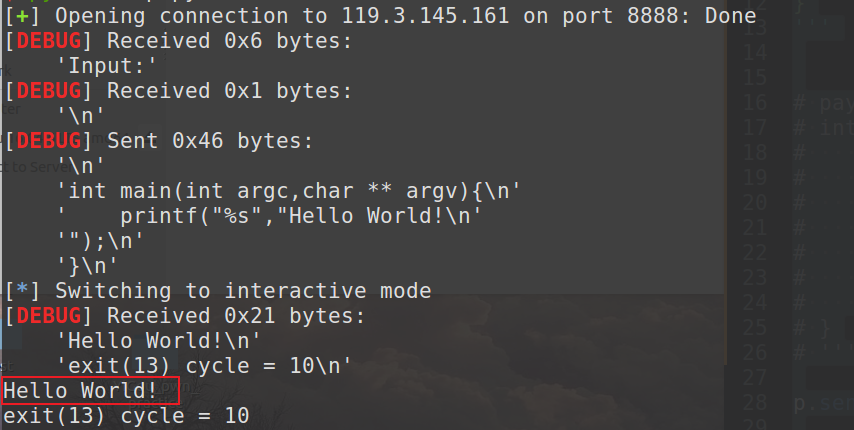 [+] Opening connection to 119.3.145.161 on port 8888: Done
[DEBUG] Received 0x6 bytes:
    'Input:'
[DEBUG] Received 0x1 bytes:
    '\n'
[DEBUG] Sent 0x46 bytes:
    '\n'
    'int main(int argc,char ** argv){\n'
    '    printf("%s","Hello World!\n'
    '");\n'
    '}\n'
[*] Switching to interactive mode
[DEBUG] Received 0x21 bytes:
    'Hello World!\n'
    'exit(13) cycle = 10\n'
Hello World!
exit(13) cycle = 10
12 }
13 '''
14
15
16 # pay
17 # int
18 #
19 #
20 #
21 #
22 #
23 #
24 #
25 # }
26 # '''
27
28 p.sen
29